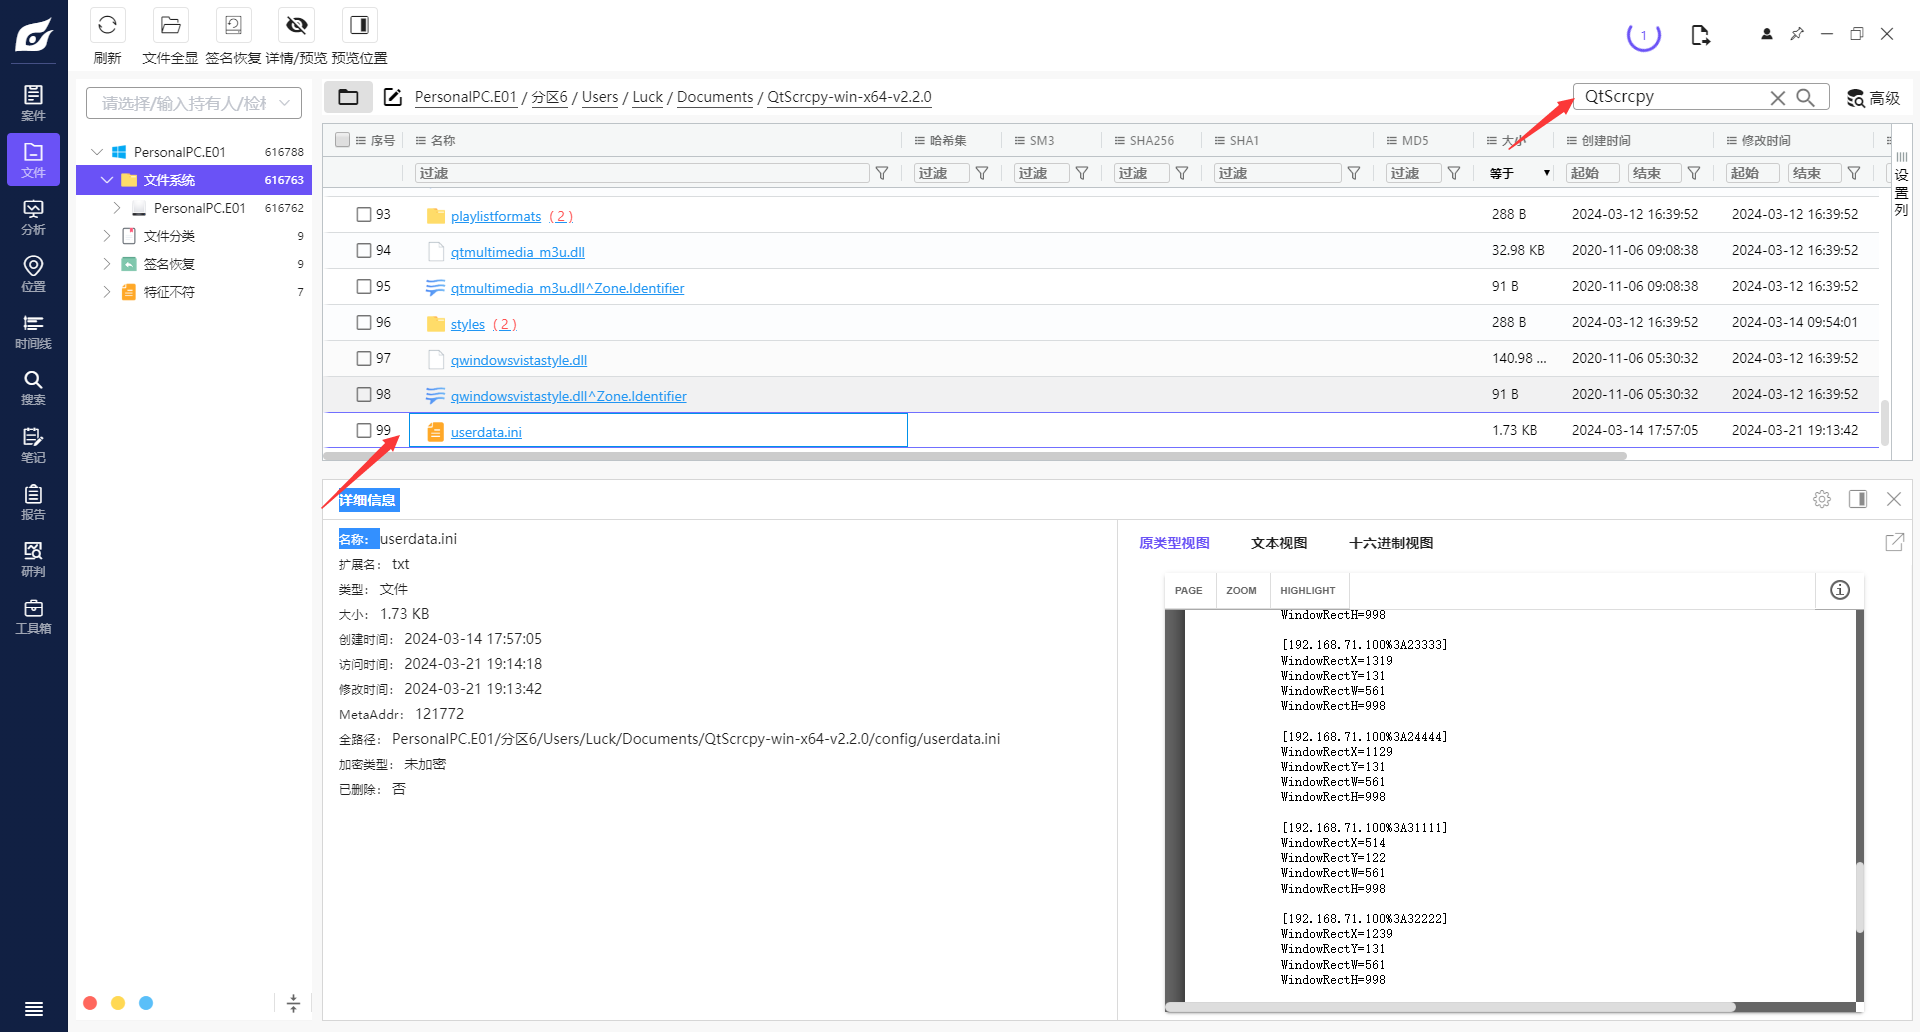 刷新
文件全显
签名恢复
详情/预览
预览位置
1
案件
文件
分析
位置
时间线
搜索
笔记
报告
研判
工具箱
请选择/输入持有人/检材
PersonalPC.E01 616788
文件系统 616763
PersonalPC.E01 616762
文件分类 9
签名恢复 9
特征不符 7
PersonalPC.E01 / 分区6 / Users / Luck / Documents / QtScrcpy-win-x64-v2.2.0
QtScrcpy
高级
序号 名称 哈希集 SM3 SHA256 SHA1 MD5 大小 创建时间 修改时间
过滤 过滤 过滤 过滤 过滤 过滤 等于 起始 结束 起始 结束
设置列
93 playlistformats ( 2 ) 288 B 2024-03-12 16:39:52 2024-03-12 16:39:52
94 qtmultimedia_m3u.dll 32.98 KB 2020-11-06 09:08:38 2024-03-12 16:39:52
95 qtmultimedia_m3u.dll^Zone.Identifier 91 B 2020-11-06 09:08:38 2024-03-12 16:39:52
96 styles ( 2 ) 288 B 2024-03-12 16:39:52 2024-03-14 09:54:01
97 qwindowsvistastyle.dll 140.98 ... 2020-11-06 05:30:32 2024-03-12 16:39:52
98 qwindowsvistastyle.dll^Zone.Identifier 91 B 2020-11-06 05:30:32 2024-03-12 16:39:52
99 userdata.ini 1.73 KB 2024-03-14 17:57:05 2024-03-21 19:13:42
详细信息
名称: userdata.ini
扩展名: txt
类型: 文件
大小: 1.73 KB
创建时间: 2024-03-14 17:57:05
访问时间: 2024-03-21 19:14:18
修改时间: 2024-03-21 19:13:42
MetaAddr: 121772
全路径: PersonalPC.E01/分区6/Users/Luck/Documents/QtScrcpy-win-x64-v2.2.0/config/userdata.ini
加密类型: 未加密
已删除: 否
原类型视图 文本视图 十六进制视图
PAGE ZOOM HIGHLIGHT
WindowRectH=998
[192.168.71.100%3A23333]
WindowRectX=1319
WindowRectY=131
WindowRectW=561
WindowRectH=998
[192.168.71.100%3A24444]
WindowRectX=1129
WindowRectY=131
WindowRectW=561
WindowRectH=998
[192.168.71.100%3A31111]
WindowRectX=514
WindowRectY=122
WindowRectW=561
WindowRectH=998
[192.168.71.100%3A32222]
WindowRectX=1239
WindowRectY=131
WindowRectW=561
WindowRectH=998